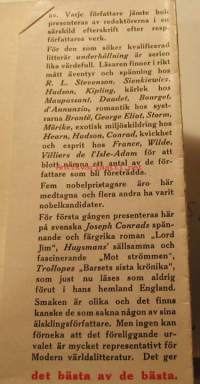 av. Varje författare jämte bok
presenteras av redaktörerna i en
särskild efterskrift efter resp.
författares verk.
För den som söker kvalificerad
litterär underhållning är serien
lika värdefull. Läsaren finner i rikt
mått äventyr och spänning hos
R. L. Stevenson, Sienkiewicz,
Hudson, Kipling, kärlek hos
Maupassant, Daudet, Bourget,
d'Annunzio, romantik hos syst-
rarna Brontë, George Eliot, Storm,
Mörike, exotisk miljöskildring hos
Hearn, Hudson, Conrad, kvickhet
och esprit hos France, Wilde,
Villiers de l'Isle-Adam för att
blott nämna ett antal av de för-
fattare som bli företrädda.
Fem nobelpristagare äro här
medtagna och flera andra ha varit
nobelkandidater.
För första gången presenteras här
på svenska Joseph Conrads spän-
nande och färgrika roman „Lord
Jim", Huysmans' sällsamma och
fascinerande „Mot strömmen",
Trollopes „Barsets sista krönika",
som just nu läses som aldrig
förut i hans hemland England.
Smaken är olika och det finns
kanske de som sakna någon av sina
älsklingsförfattare. Men ingen kan
förneka att det föreliggande ur-
valet är mycket representativt för
Modern världslitteratur. Det ger
det bästa av de bästa.